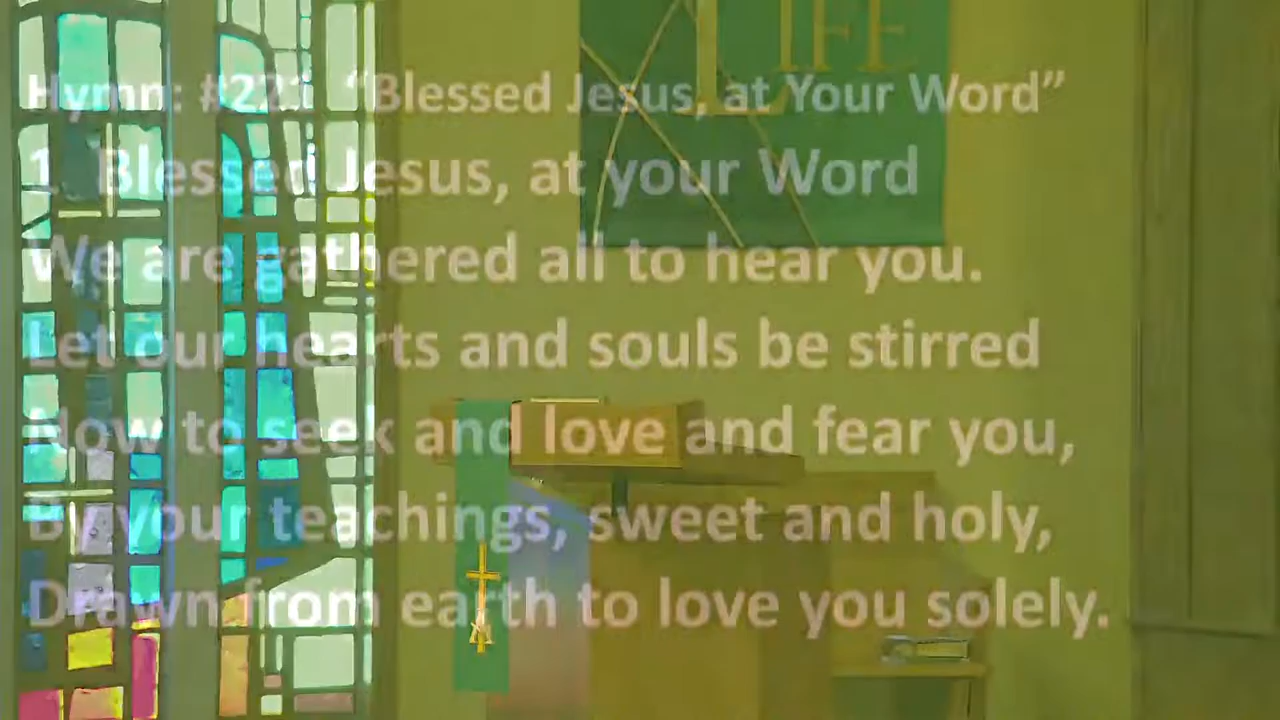 LIFE
Hymn: #221 “Blessed Jesus, at Your Word”
1 Blessed Jesus, at your Word
We are gathered all to hear you.
Let our hearts and souls be stirred
Now to seek and love and fear you,
By your teachings, sweet and holy,
Drawn from earth to love you solely.